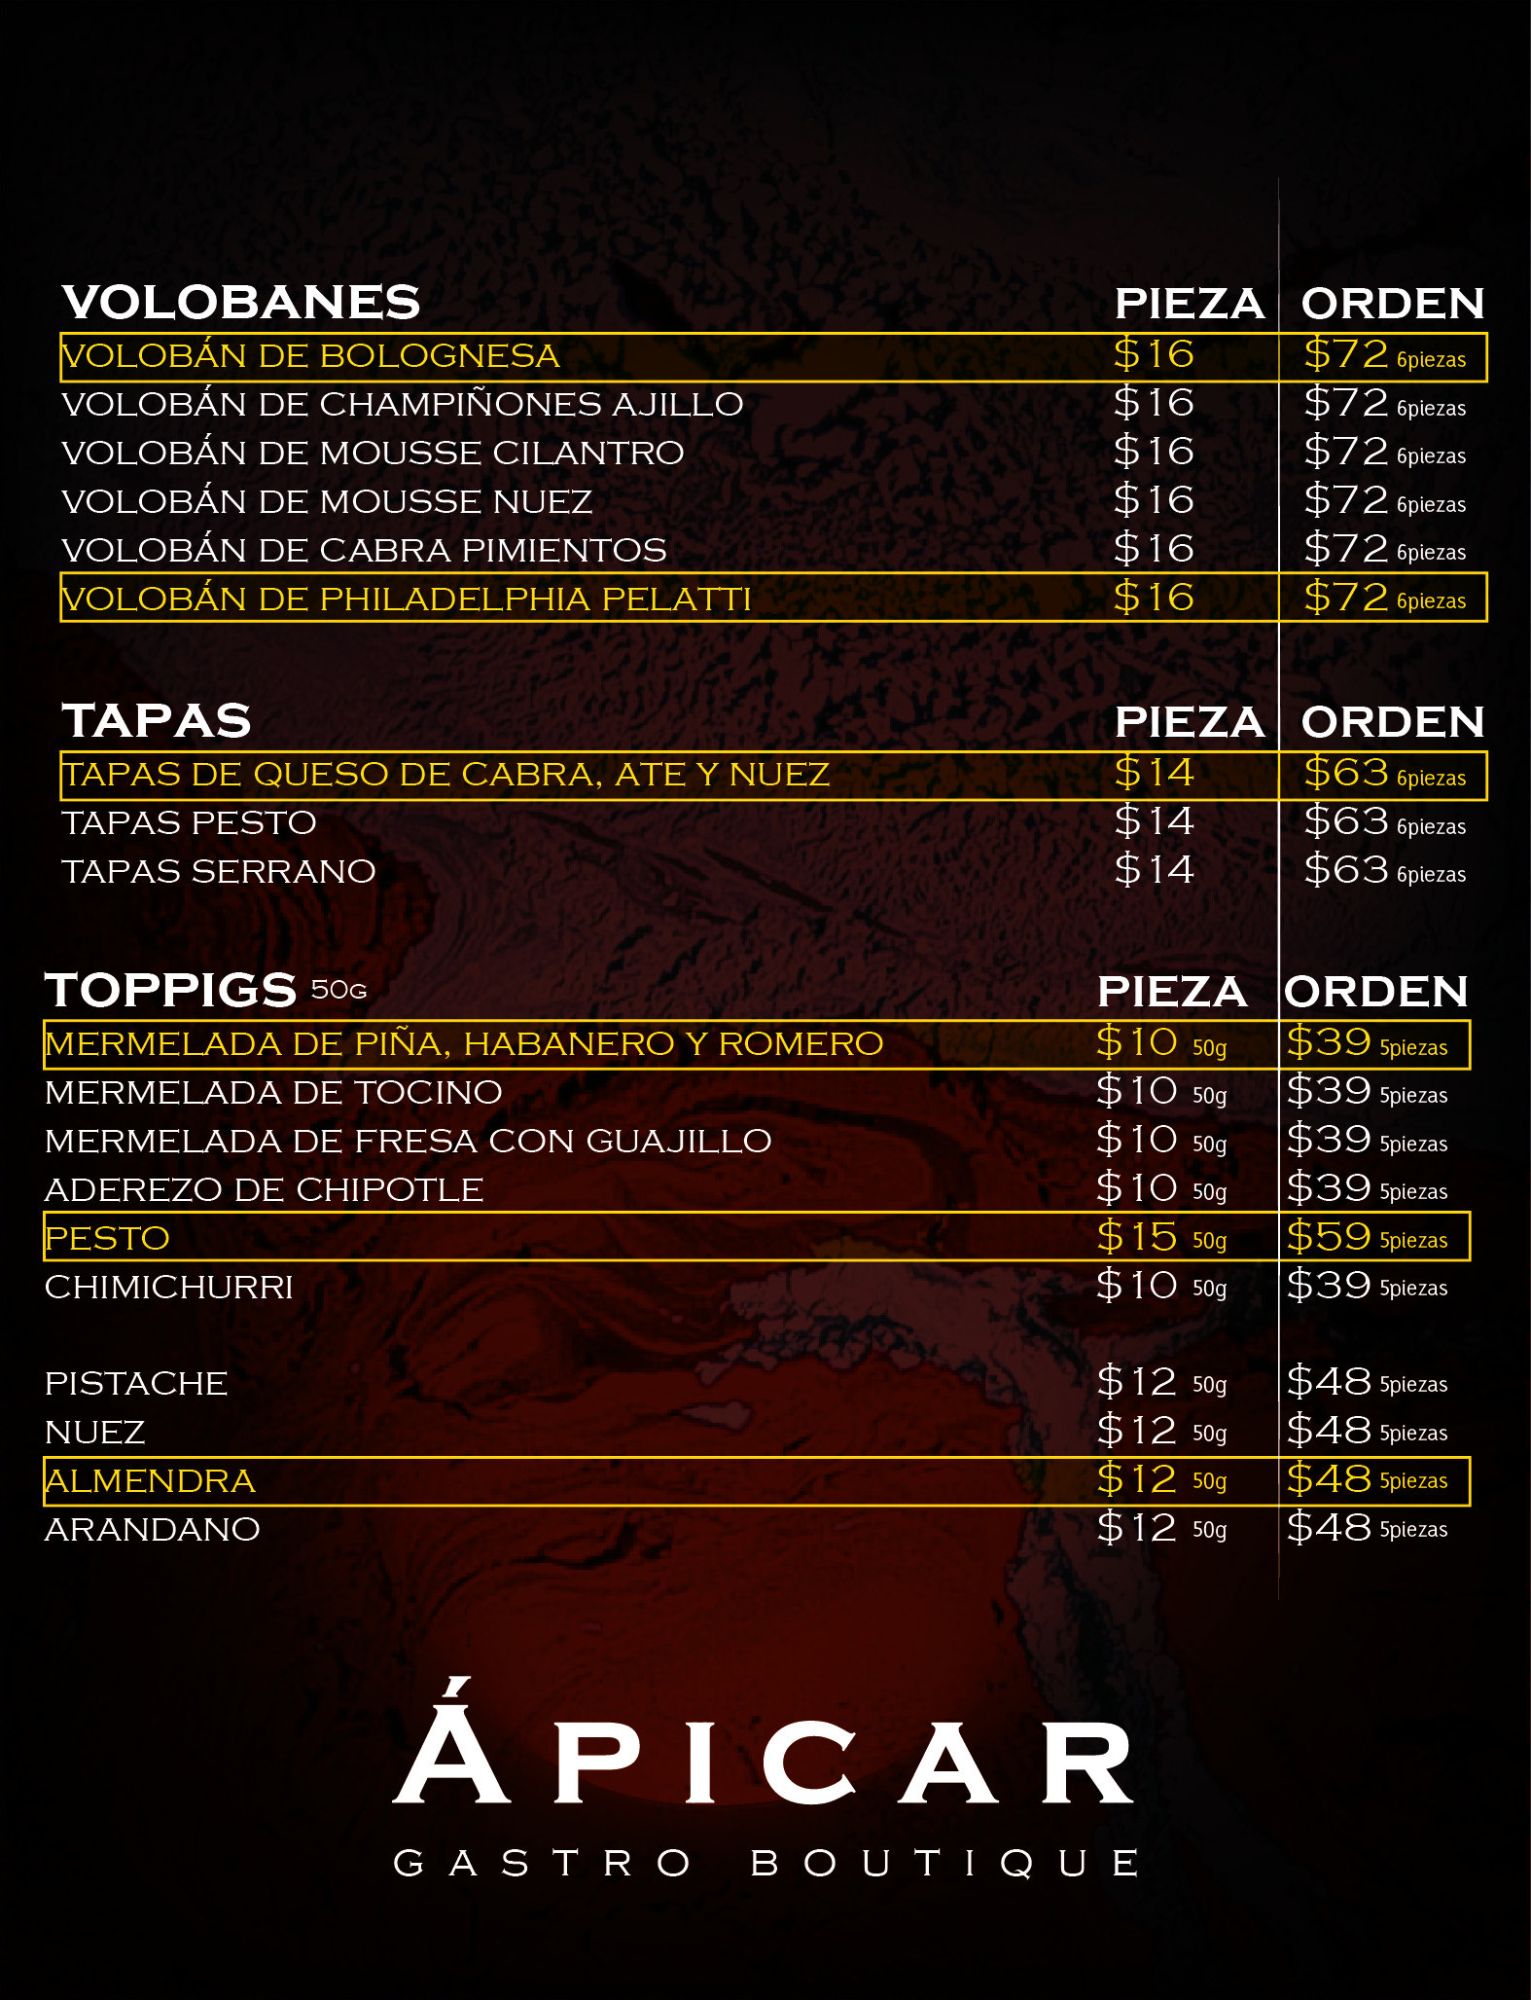 VOLOBANES PIEZA ORDEN
VOLOBÁN DE BOLOGNESA $16 $72 6piezas
VOLOBÁN DE CHAMPIÑONES AJILLO $16 $72 6piezas
VOLOBÁN DE MOUSSE CILANTRO $16 $72 6piezas
VOLOBÁN DE MOUSSE NUEZ $16 $72 6piezas
VOLOBÁN DE CABRA PIMIENTOS $16 $72 6piezas
VOLOBÁN DE PHILADELPHIA PELATTI $16 $72 6piezas
TAPAS PIEZA ORDEN
TAPAS DE QUESO DE CABRA, ATE Y NUEZ $14 $63 6piezas
TAPAS PESTO $14 $63 6piezas
TAPAS SERRANO $14 $63 6piezas
TOPPIGS 50G PIEZA ORDEN
MERMELADA DE PIÑA, HABANERO Y ROMERO $10 50g $39 5piezas
MERMELADA DE TOCINO $10 50g $39 5piezas
MERMELADA DE FRESA CON GUAJILLO $10 50g $39 5piezas
ADEREZO DE CHIPOTLE $10 50g $39 5piezas
PESTO $15 50g $59 5piezas
CHIMICHURRI $10 50g $39 5piezas
PISTACHE $12 50g $48 5piezas
NUEZ $12 50g $48 5piezas
ALMENDRA $12 50g $48 5piezas
ARANDANO $12 50g $48 5piezas
ÁPICAR
GASTRO BOUTIQUE